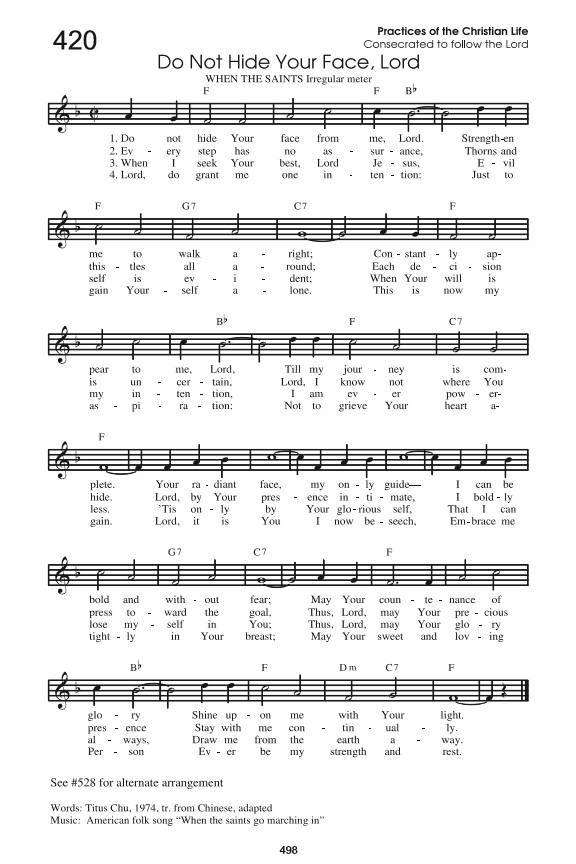 420
Practices of the Christian Life
Consecrated to follow the Lord
Do Not Hide Your Face, Lord
WHEN THE SAINTS Irregular meter
F F B♭
1. Do not hide Your face from me, Lord. Strength-en
2. Ev - ery step has no as - sur - ance, Thorns and
3. When I seek Your best, Lord Je - sus, E - vil
4. Lord, do grant me one in - ten - tion: Just to
F G7 C7 F
me to walk a - right; Con - stant - ly ap-
this - tles all a - round; Each de - ci - sion
self is ev - i - dent; When Your will is
gain Your - self a - lone. This is now my
B♭ F C7
pear to me, Lord, Till my jour - ney is com-
is un - cer - tain, Lord, I know not where You
my in - ten - tion, I am ev - er pow - er-
as - pi - ra - tion: Not to grieve Your heart a-
F
plete. Your ra - diant face, my on - ly guide— I can be
hide. Lord, by Your pres - ence in - ti - mate, I bold - ly
less. 'Tis on - ly by Your glo - rious self, That I can
gain. Lord, it is You I now be - seech, Em - brace me
G7 C7 F
bold and with - out fear; May Your coun - te - nance of
press to - ward the goal, Thus, Lord, may Your pre - cious
lose my - self in You; Thus, Lord, may Your glo - ry
tight - ly in Your breast; May Your sweet and lov - ing
B♭ F Dm C7 F
glo - ry Shine up - on me with Your light.
pres - ence Stay with me con - tin - ual - ly.
al - ways, Draw me from the earth a - way.
Per - son Ev - er be my strength and rest.
See #528 for alternate arrangement
Words: Titus Chu, 1974, tr. from Chinese, adapted
Music: American folk song “When the saints go marching in”
498